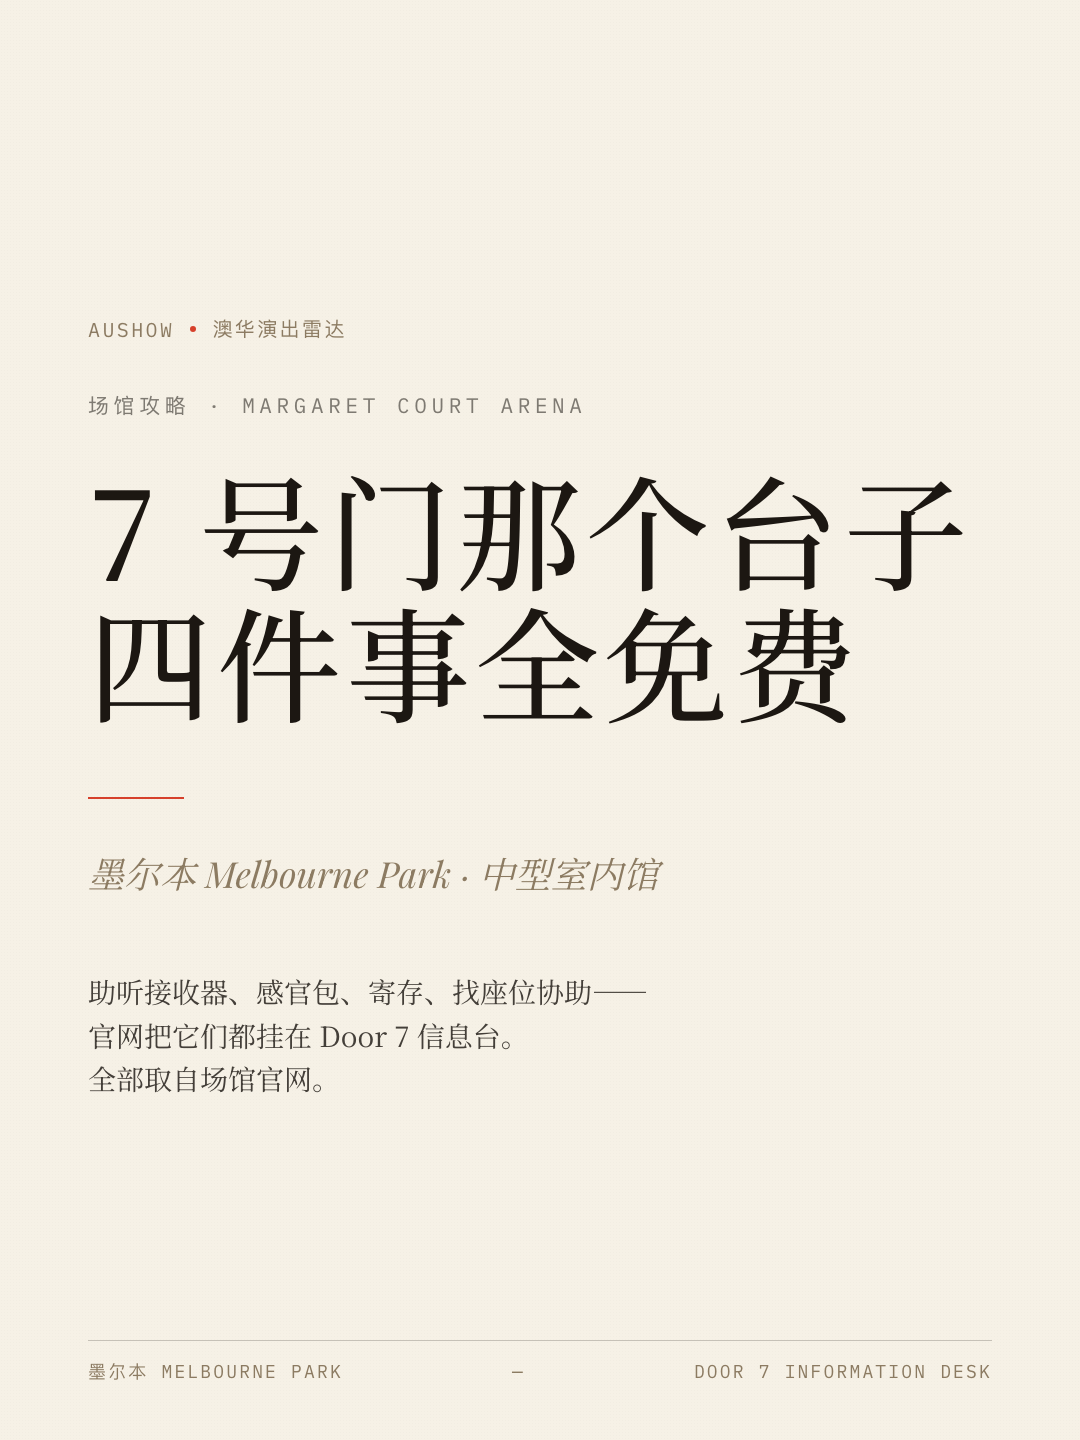 AUSHOW • 澳华演出雷达
场馆攻略 · MARGARET COURT ARENA
7 号门那个台子
四件事全免费
墨尔本 Melbourne Park · 中型室内馆
助听接收器、感官包、寄存、找座位协助——
官网把它们都挂在 Door 7 信息台。
全部取自场馆官网。
墨尔本 MELBOURNE PARK — DOOR 7 INFORMATION DESK